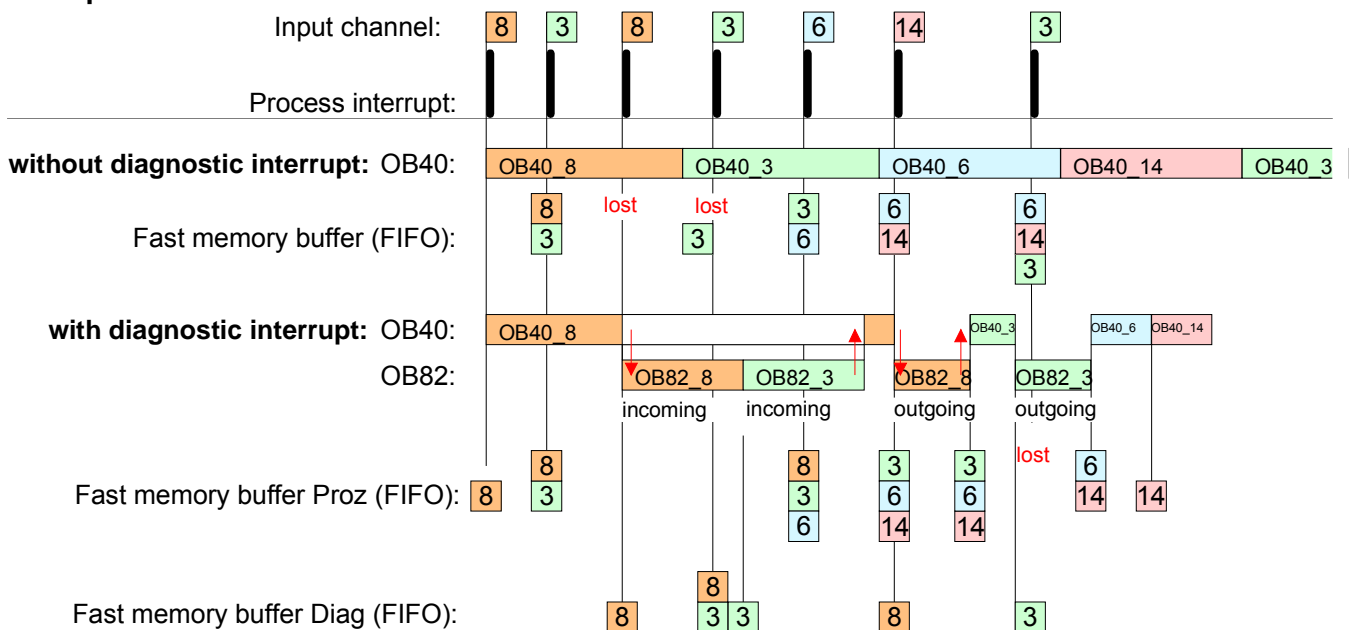 Input channel: 8 3 8 3 6 14 3
Process interrupt:
without diagnostic interrupt: OB40: OB40_8 OB40_3 OB40_6 OB40_14 OB40_3
8 lost lost 3 6 6
Fast memory buffer (FIFO): 3 3 6 14 14
3
with diagnostic interrupt: OB40: OB40_8 OB40_3 OB40_6 OB40_14
OB82: OB82_8 OB82_3 OB82_8 OB82_3
incoming incoming outgoing outgoing
lost
8 8 3 3 6
Fast memory buffer Proz (FIFO): 8 3 3 6 6 14 14
6 14 14
8
Fast memory buffer Diag (FIFO): 8 3 3 8 3